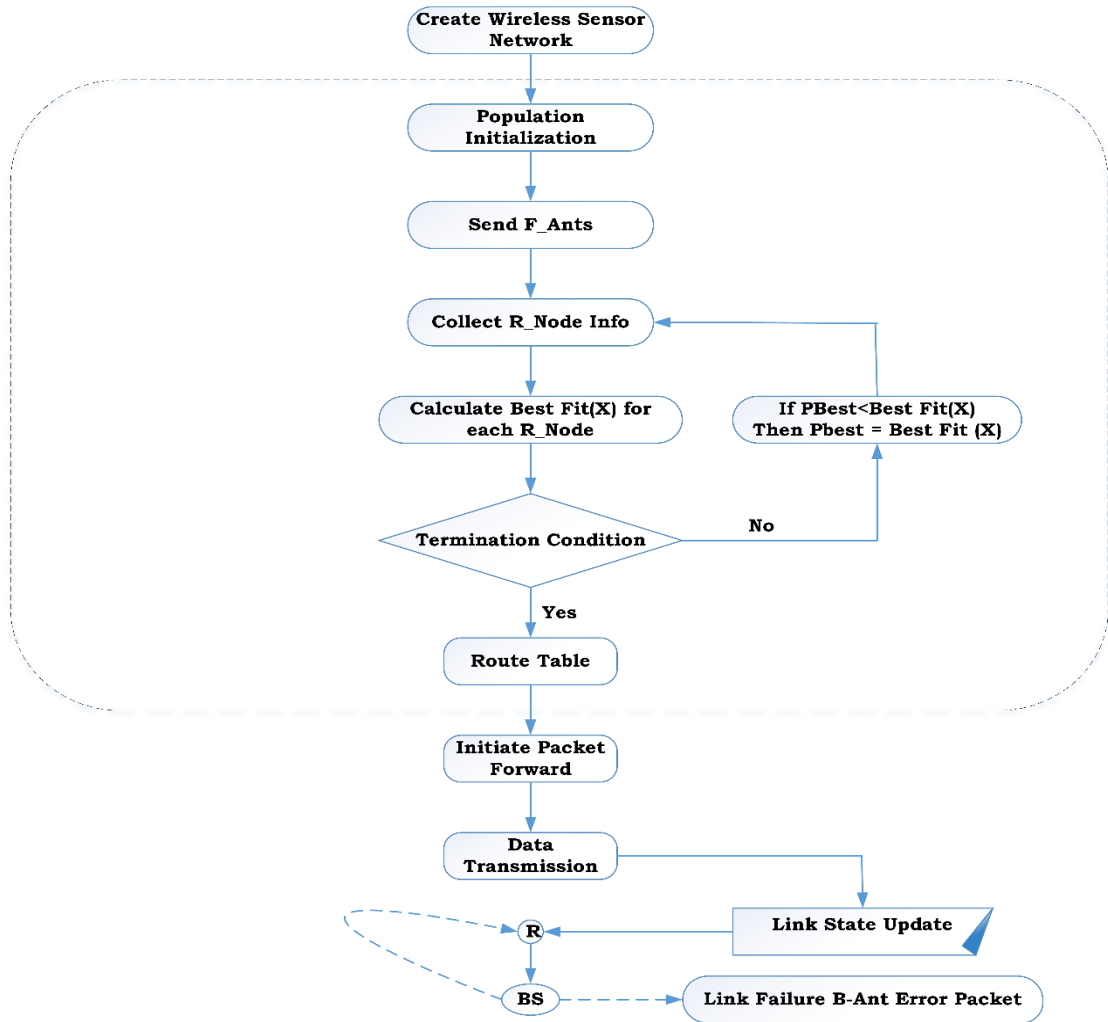 Create Wireless Sensor
Network
Population
Initialization
Send F_Ants
Collect R_Node Info
Calculate Best Fit(X) for
each R_Node
If PBest<Best Fit(X)
Then Pbest = Best Fit (X)
Termination Condition
No
Yes
Route Table
Initiate Packet
Forward
Data
Transmission
Link State Update
R
BS
Link Failure B-Ant Error Packet